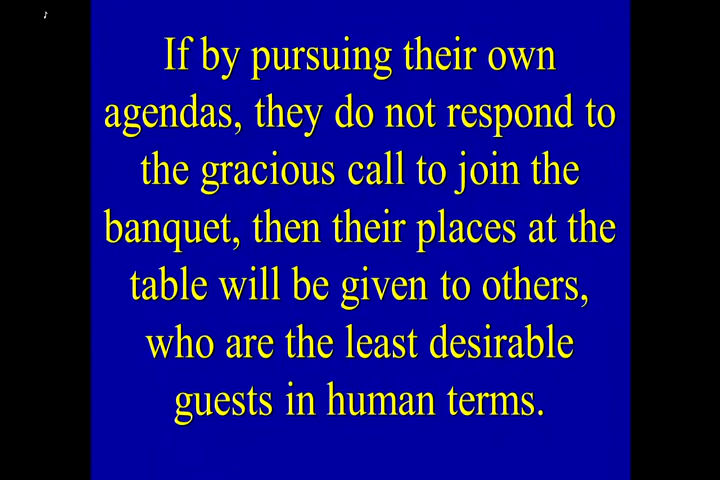 If by pursuing their own
agendas, they do not respond to
the gracious call to join the
banquet, then their places at the
table will be given to others,
who are the least desirable
guests in human terms.